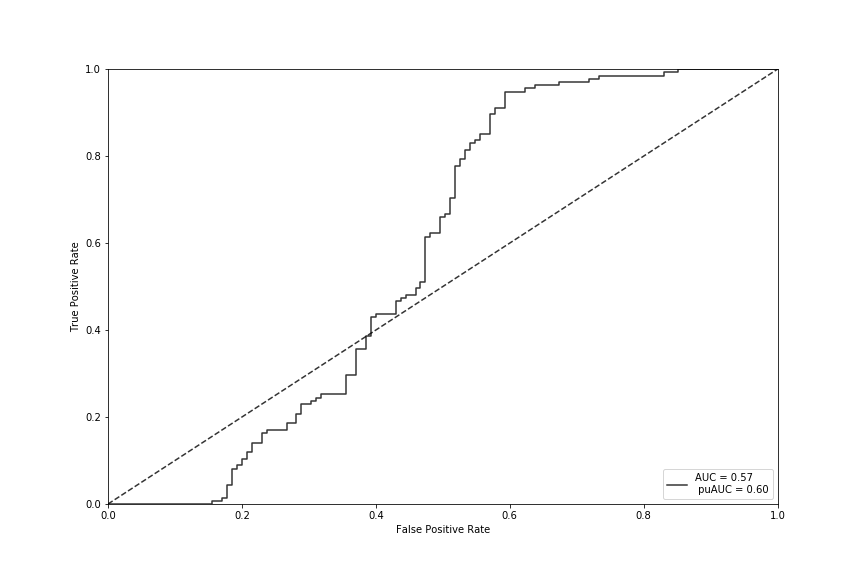 1.0
0.8
0.6
0.4
0.2
0.0
True Positive Rate
0.0 0.2 0.4 0.6 0.8 1.0
False Positive Rate
AUC = 0.57
puAUC = 0.60